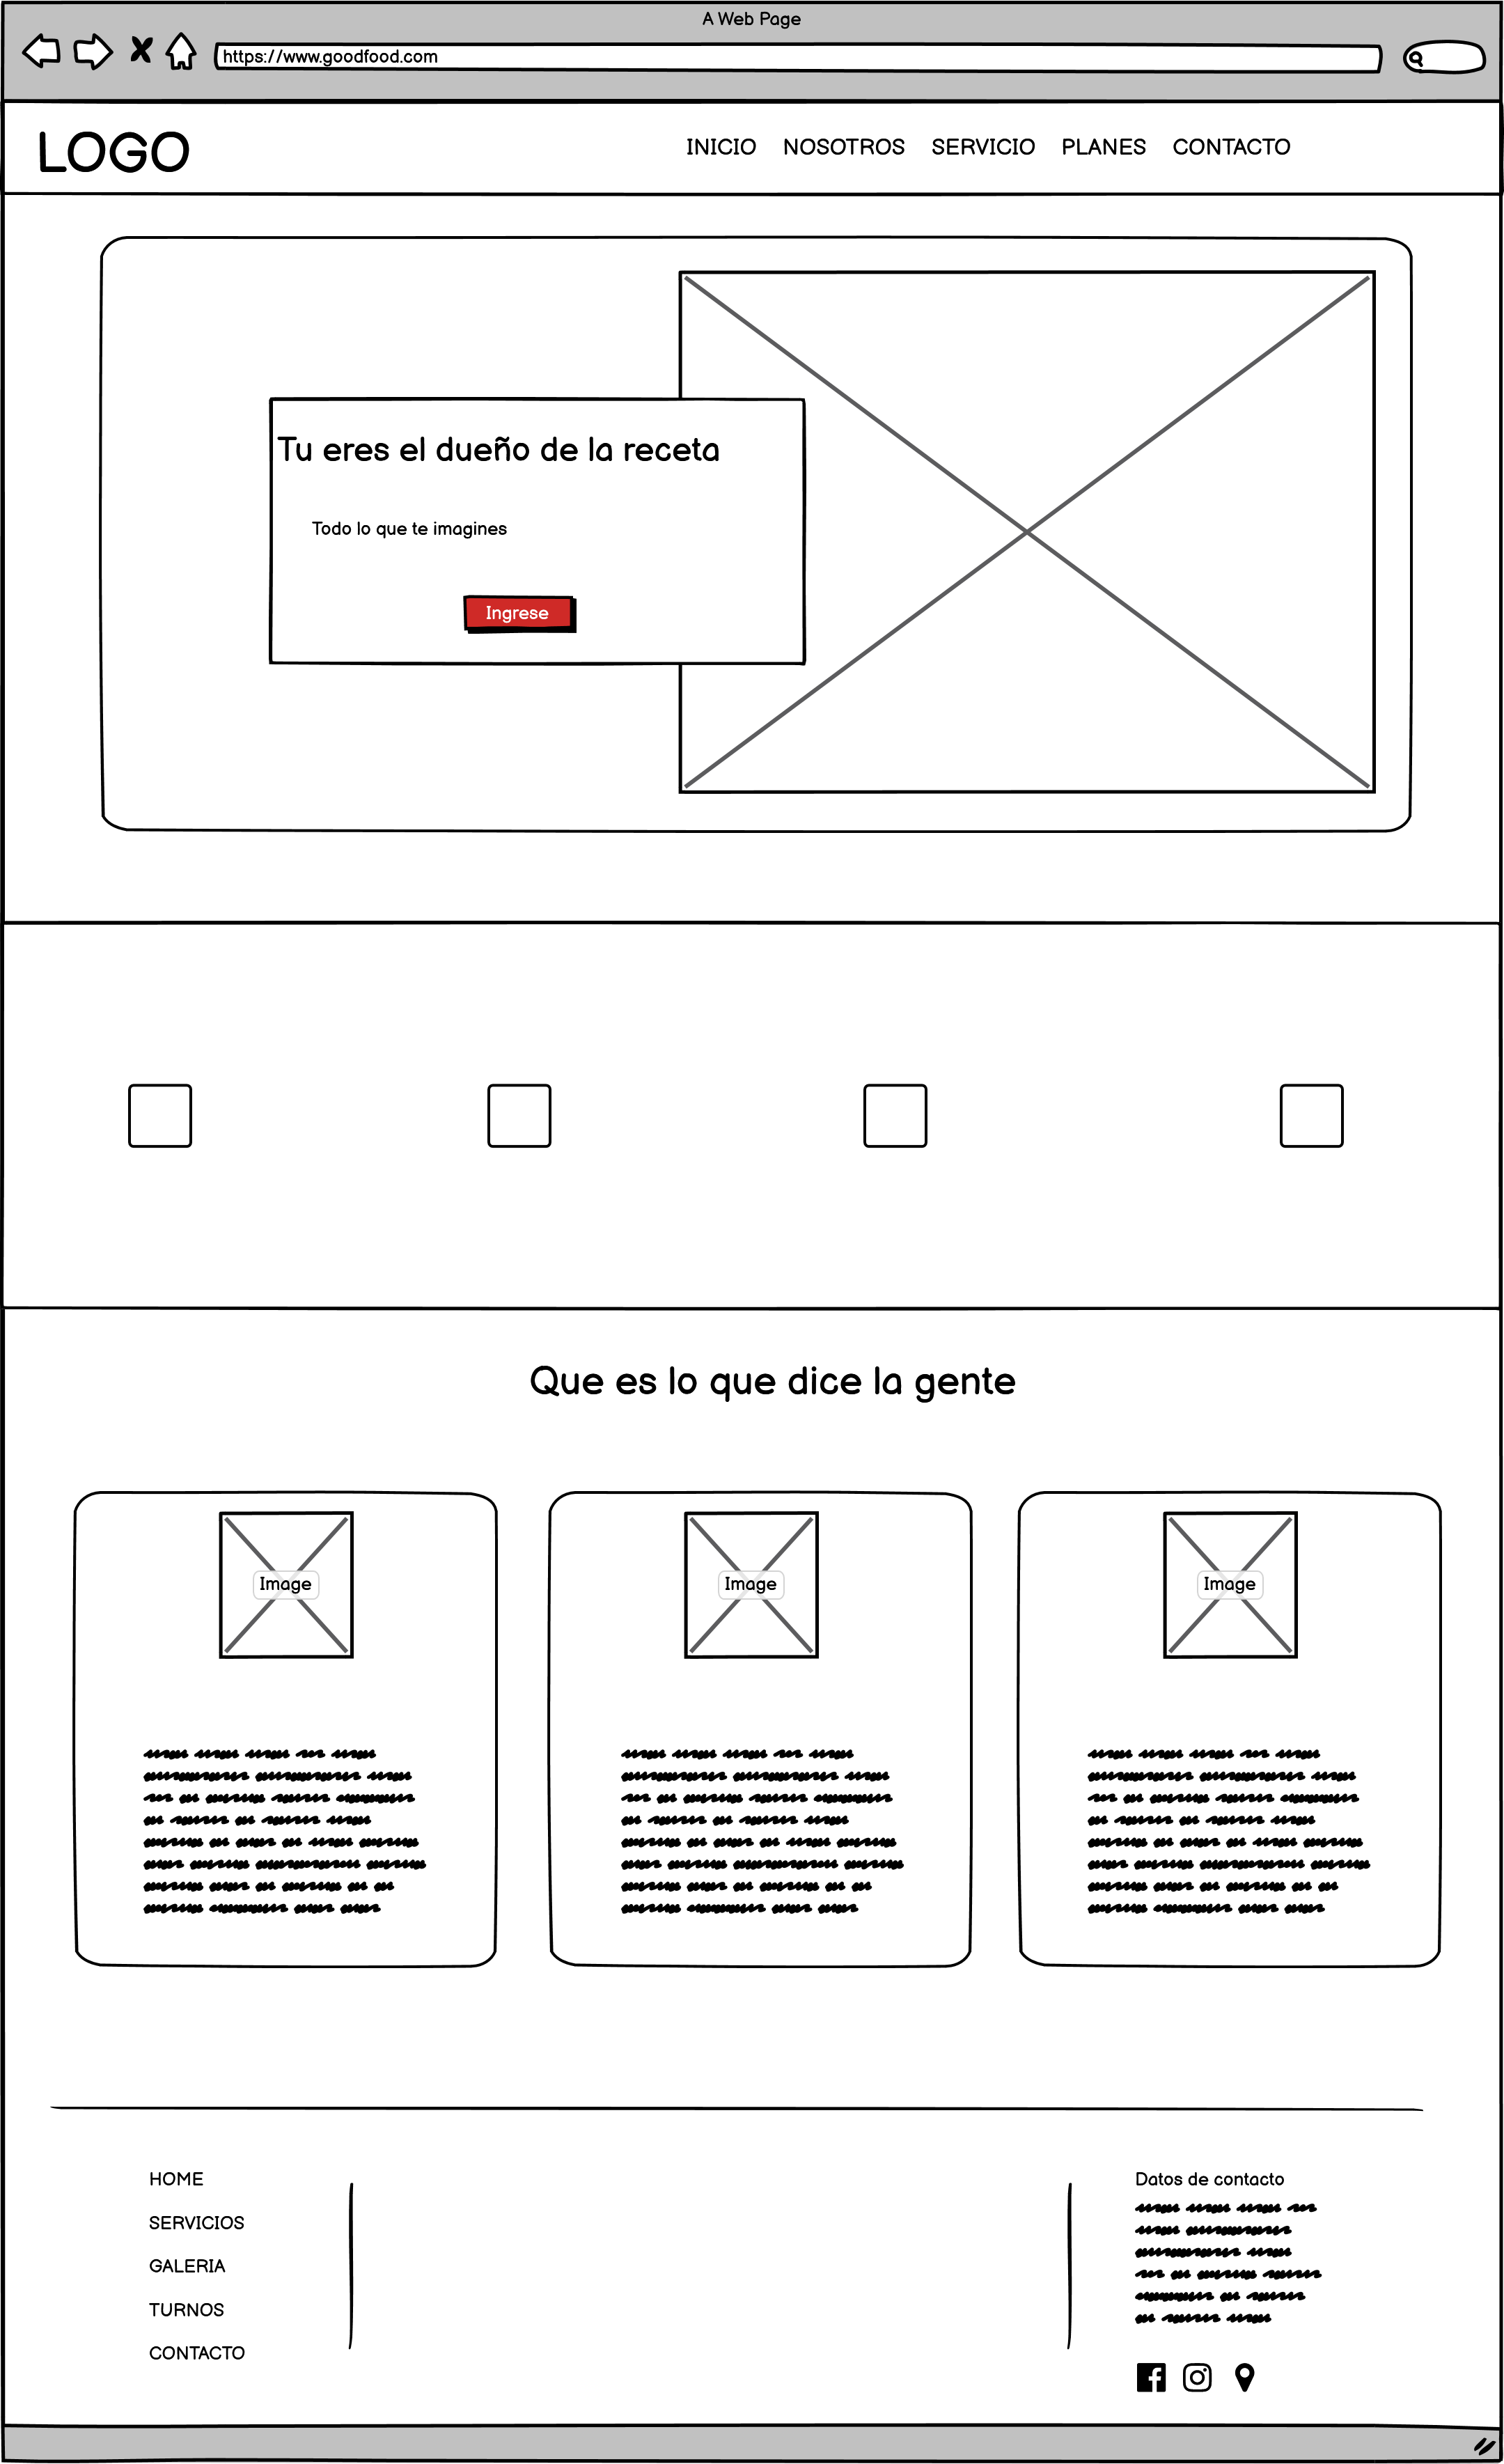 A Web Page
https://www.goodfood.com
LOGO
INICIO NOSOTROS SERVICIO PLANES CONTACTO
Tu eres el dueño de la receta
Todo lo que te imagines
Ingrese
Que es lo que dice la gente
Image
Image
Image
HOME
SERVICIOS
GALERIA
TURNOS
CONTACTO
Datos de contacto